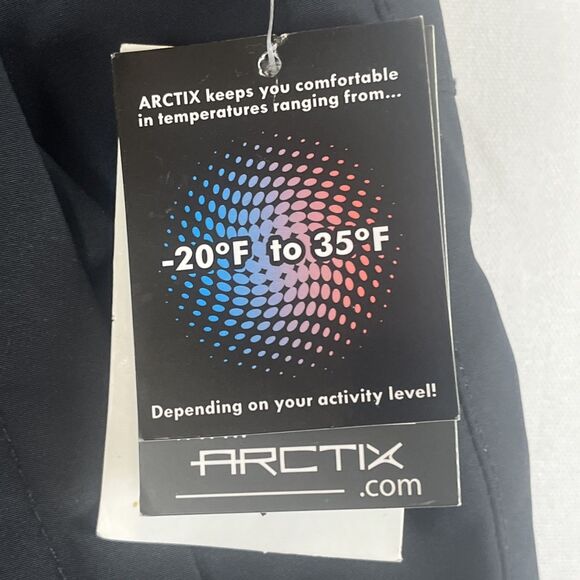 ARCTIX keeps you comfortable
in temperatures ranging from...
-20°F to 35°F
Depending on your activity level!
ARCTIX
.com